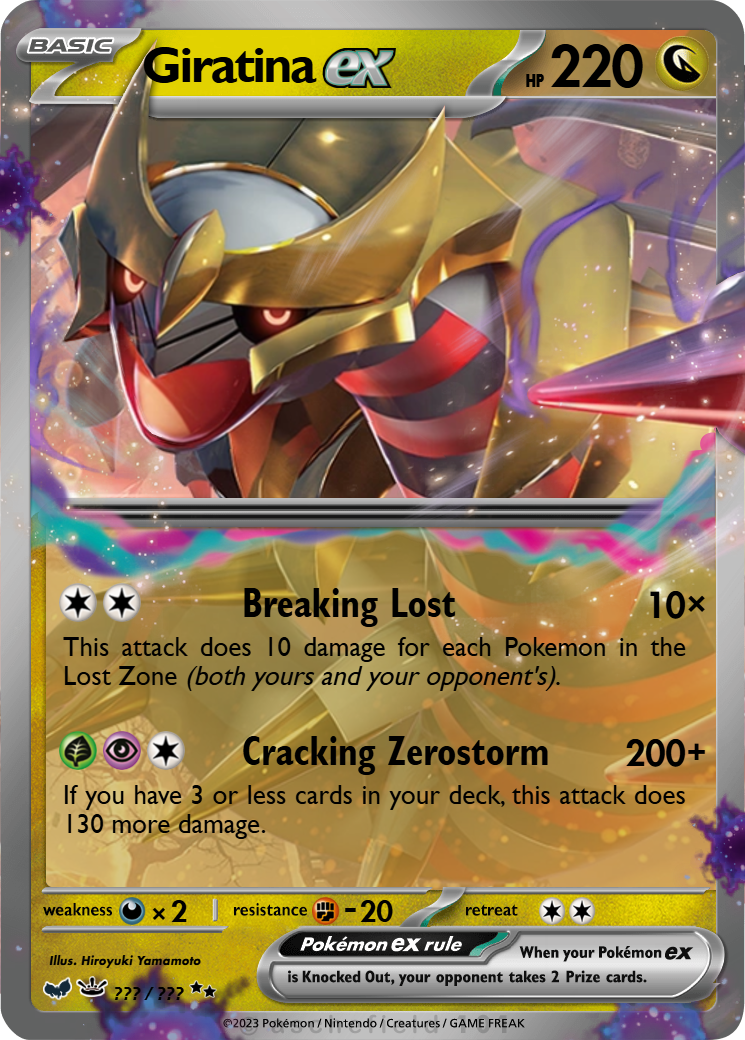 BASIC
Giratina ex HP 220
Breaking Lost 10×
This attack does 10 damage for each Pokemon in the
Lost Zone (both yours and your opponent's).
Cracking Zerostorm 200+
If you have 3 or less cards in your deck, this attack does
130 more damage.
weakness × 2 resistance -20 retreat
Illus. Hiroyuki Yamamoto
Pokémon ex rule
When your Pokémon ex
is Knocked Out, your opponent takes 2 Prize cards.
??? / ???
©2023 Pokémon / Nintendo / Creatures / GAME FREAK